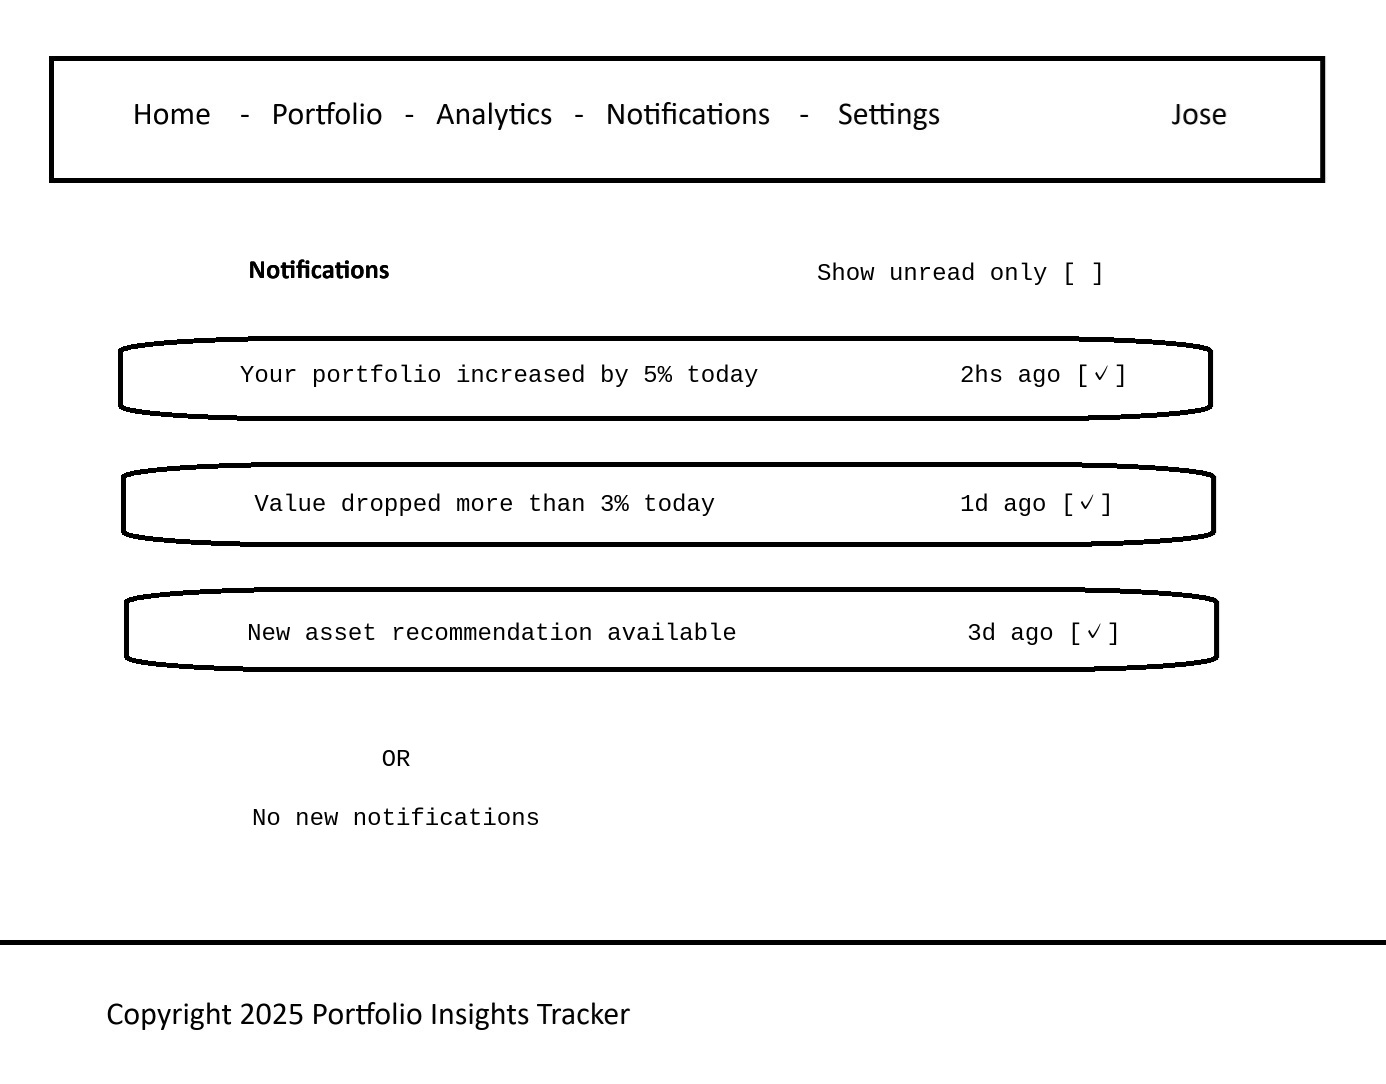 Home - Portfolio - Analytics - Notifications - Settings Jose
Notifications Show unread only [ ]
Your portfolio increased by 5% today 2hs ago [✓]
Value dropped more than 3% today 1d ago [✓]
New asset recommendation available 3d ago [✓]
OR
No new notifications
Copyright 2025 Portfolio Insights Tracker